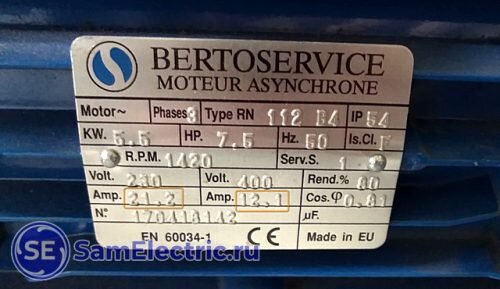 BERTOSERVICE
MOTEUR ASYNCHRONE
Motor~ Phases 3 Type RN 112 B4 IP 54
KW. 5,5 HP. 7,5 Hz. 50 Is.Cl. F
R.P.M. 1420 Serv.S. 1
Volt. 230 Volt. 400 Rend.% 80
Amp. 21,2 Amp. 12,1 Cos.φ 0,81
N° 170418142 µF.
EN 60034-1 CE Made in EU
SE SamElectric.ru